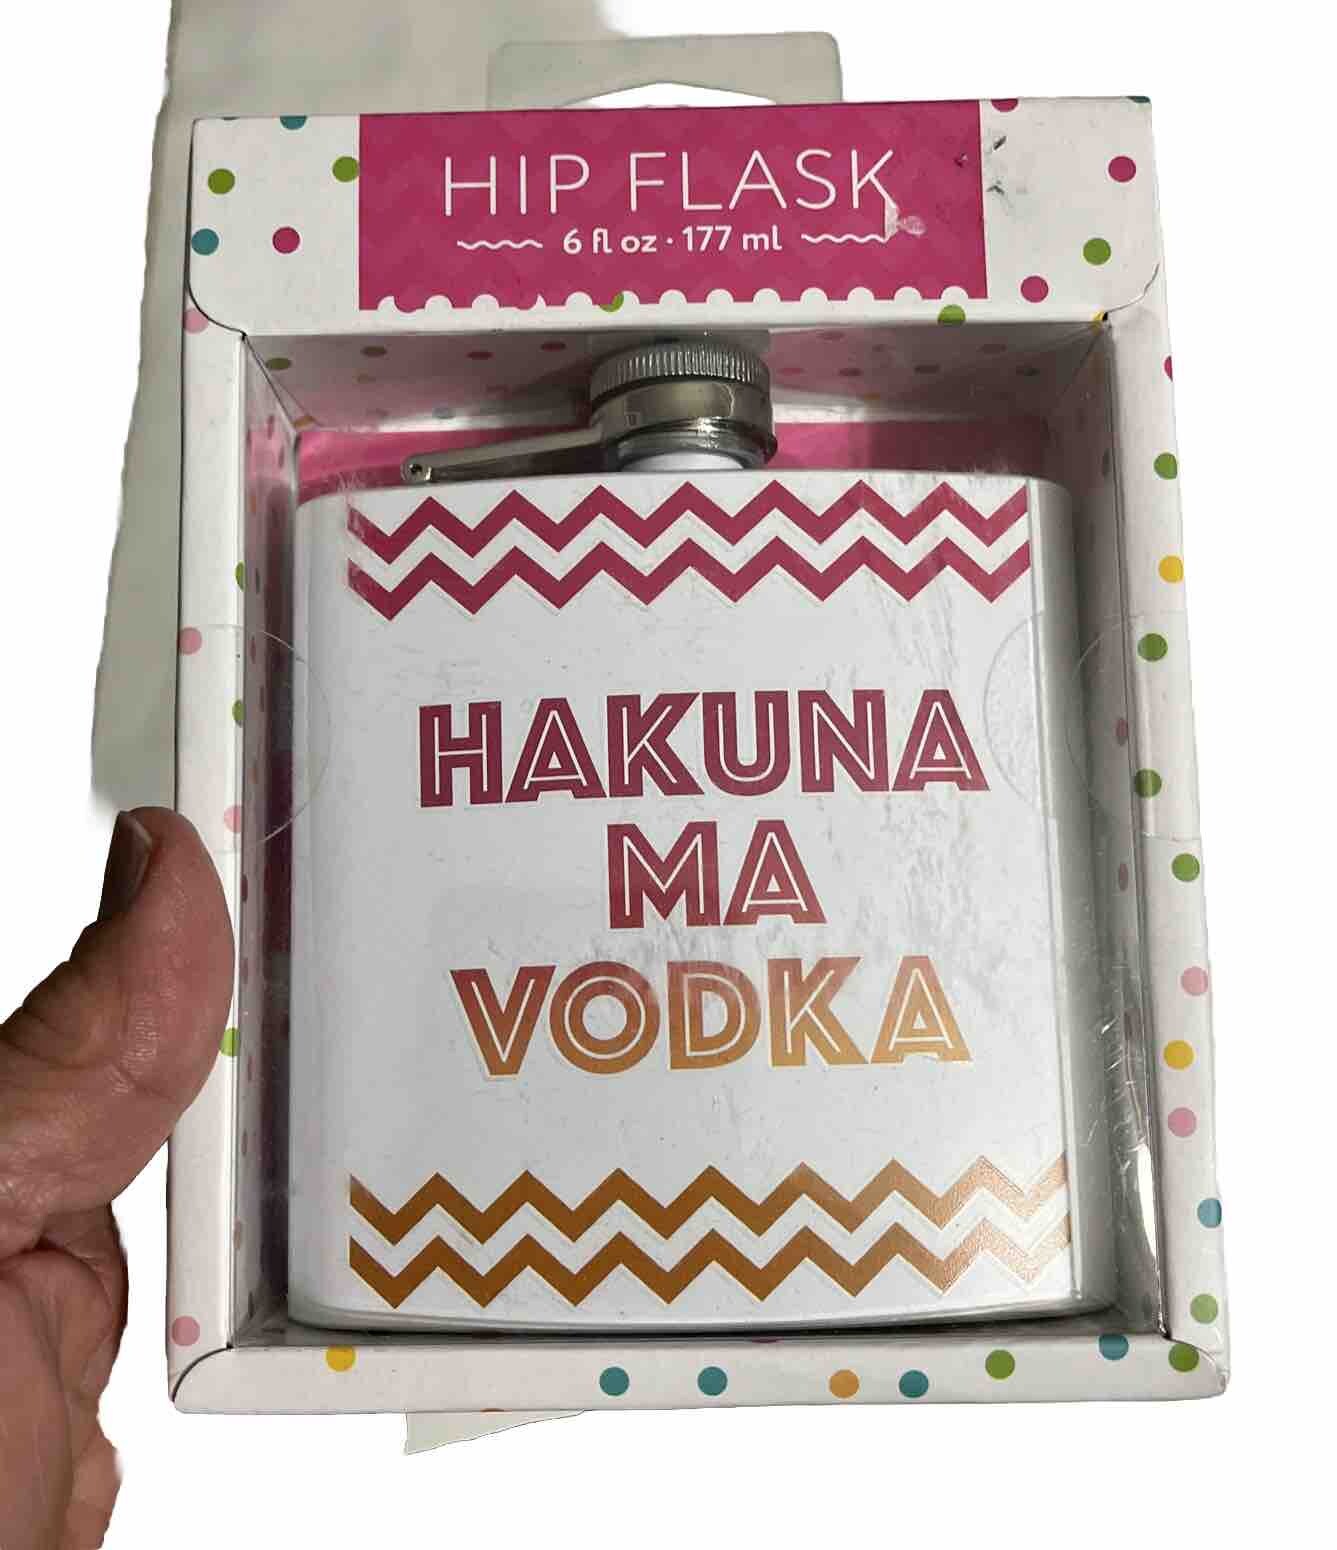 HIP FLASK
6 fl oz · 177 ml
HAKUNA
MA
VODKA